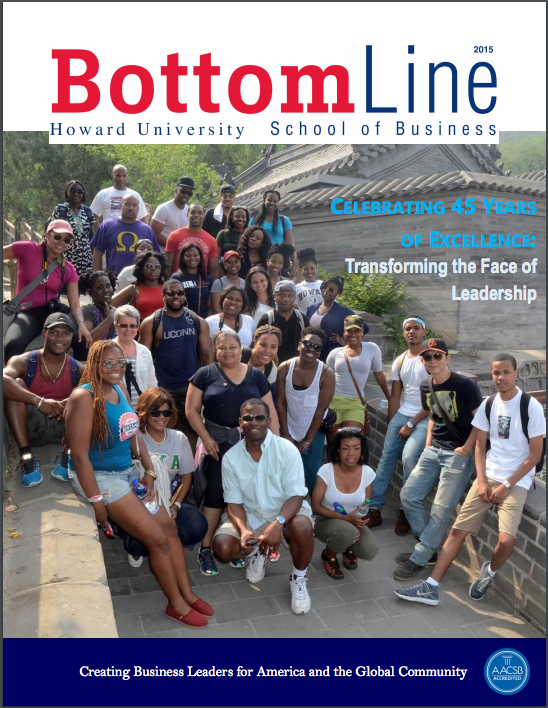 2015
BottomLine
Howard University School of Business
CELEBRATING 45 YEARS
OF EXCELLENCE:
Transforming the Face of
Leadership
UCONN
Creating Business Leaders for America and the Global Community
AACSB
ACCREDITED